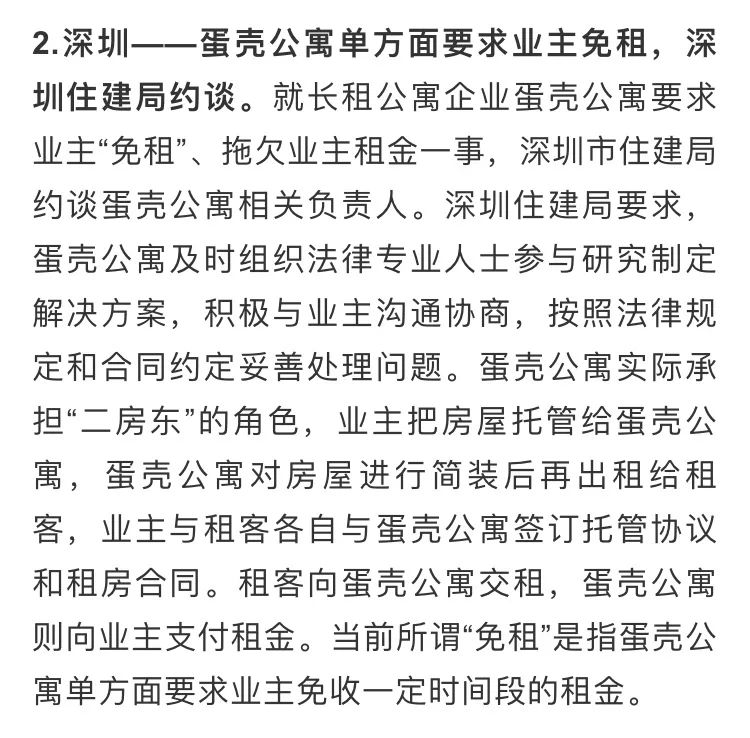 2.深圳——蛋壳公寓单方面要求业主免租，深
圳住建局约谈。就长租公寓企业蛋壳公寓要求
业主“免租”、拖欠业主租金一事，深圳市住建局
约谈蛋壳公寓相关负责人。深圳住建局要求，
蛋壳公寓及时组织法律专业人士参与研究制定
解决方案，积极与业主沟通协商，按照法律规
定和合同约定妥善处理问题。蛋壳公寓实际承
担“二房东”的角色，业主把房屋托管给蛋壳公
寓，蛋壳公寓对房屋进行简装后再出租给租
客，业主与租客各自与蛋壳公寓签订托管协议
和租房合同。租客向蛋壳公寓交租，蛋壳公寓
则向业主支付租金。当前所谓“免租”是指蛋壳公
寓单方面要求业主免收一定时间段的租金。